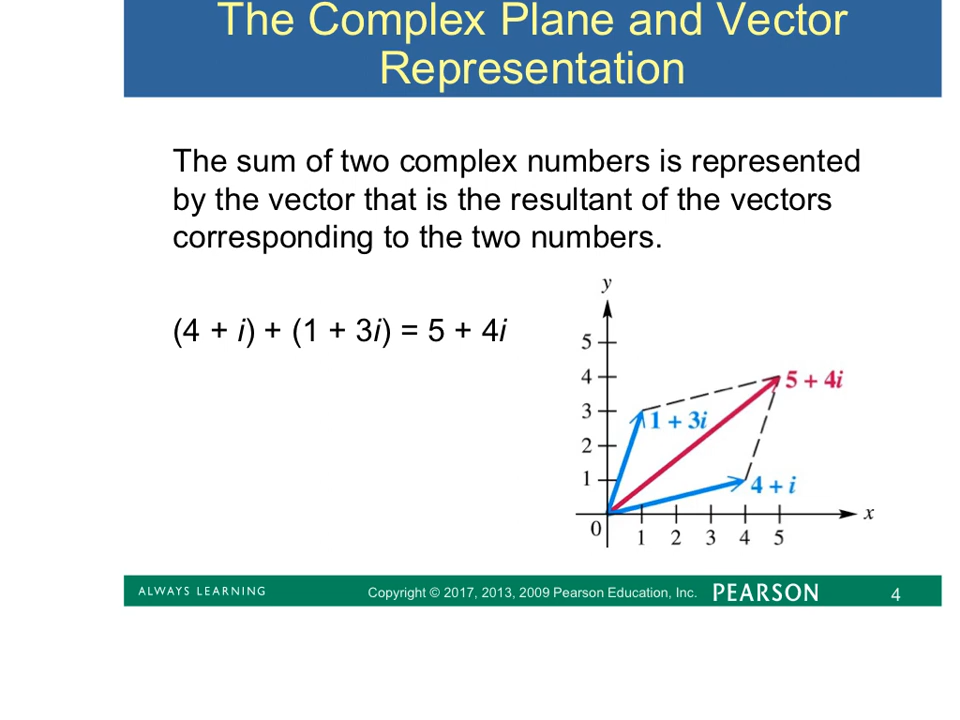 The Complex Plane and Vector
Representation
The sum of two complex numbers is represented
by the vector that is the resultant of the vectors
corresponding to the two numbers.
(4 + i) + (1 + 3i) = 5 + 4i
y
5
4
3
2
1
0
1 2 3 4 5
x
5 + 4i
1 + 3i
4 + i
ALWAYS LEARNING
Copyright © 2017, 2013, 2009 Pearson Education, Inc.
PEARSON
4